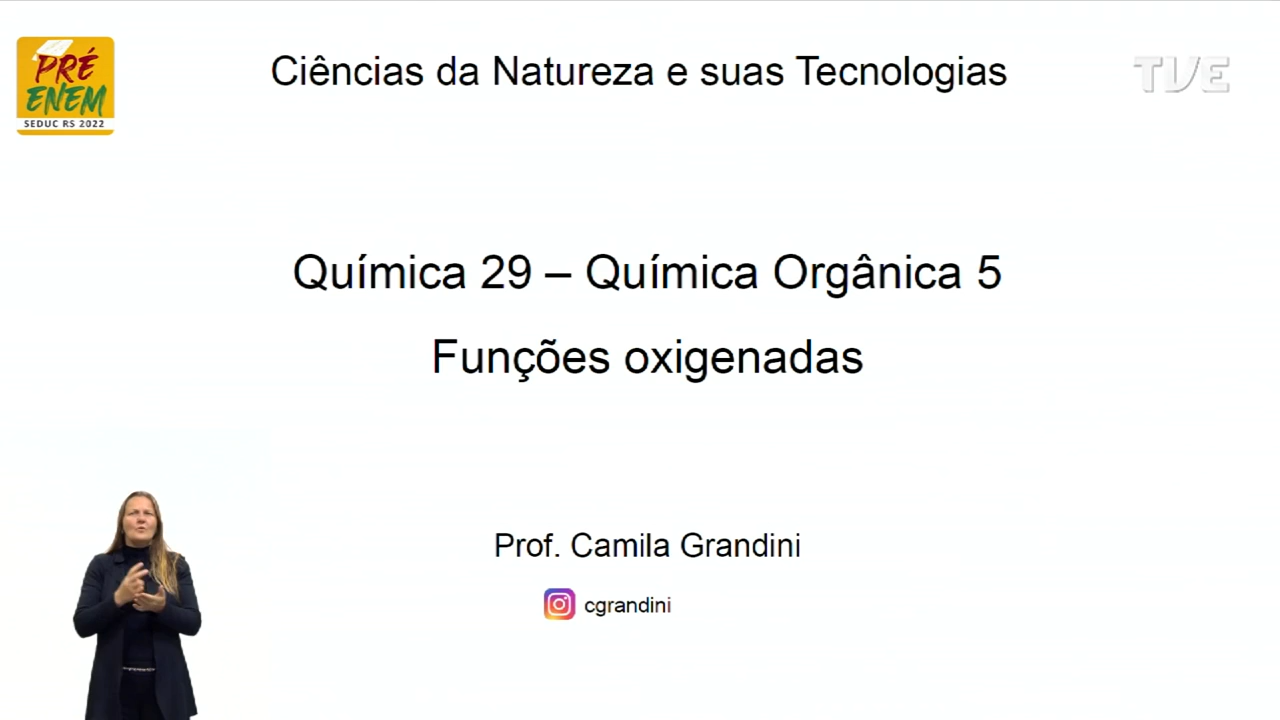 PRÉ
ENEM
SEDUC RS 2022
Ciências da Natureza e suas Tecnologias
TVE
Química 29 – Química Orgânica 5
Funções oxigenadas
Prof. Camila Grandini
cgrandini